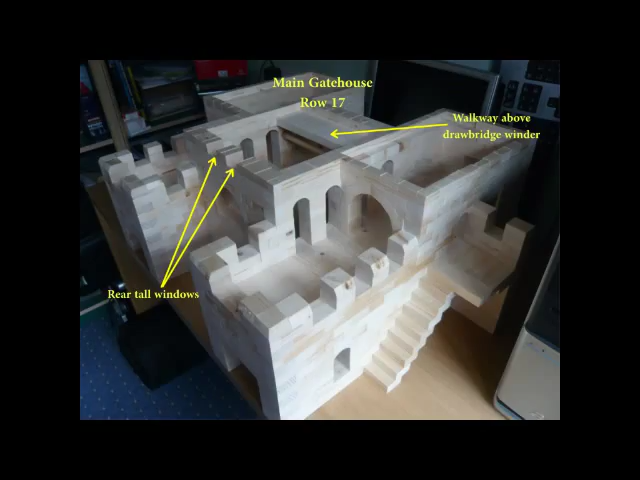 Main Gatehouse
Row 17
Walkway above
drawbridge winder
Rear tall windows